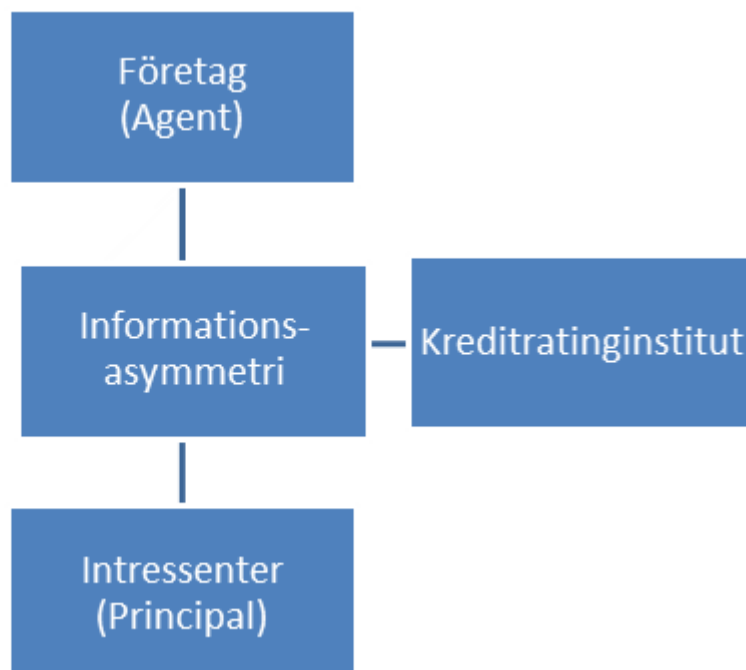 Företag
(Agent)
Informations-
asymmetri
Kreditratinginstitut
Intressenter
(Principal)